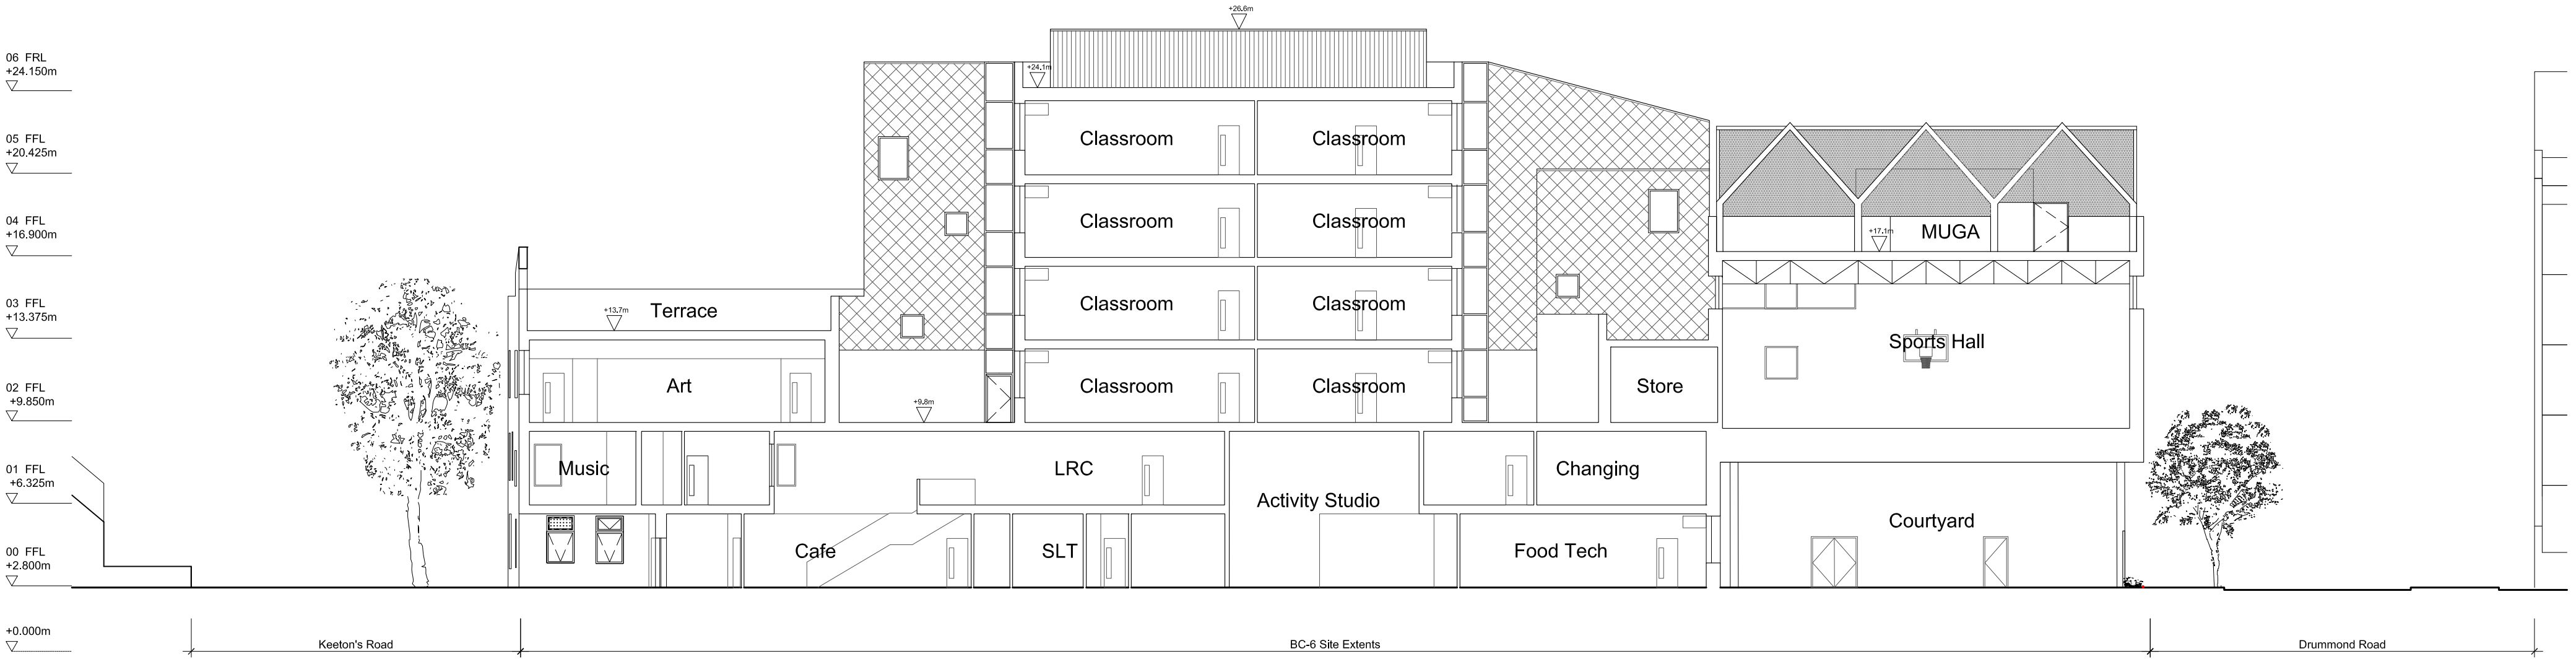 +26.6m
06 FRL
+24.150m
+24.1m
05 FFL
+20.425m
Classroom Classroom
04 FFL
+16.900m
Classroom Classroom
MUGA
+17.1m
03 FFL
+13.375m
Terrace
+13.7m
Classroom Classroom
Sports Hall
02 FFL
+9.850m
Art
+9.8m
Classroom Classroom
Store
01 FFL
+6.325m
Music
LRC
Activity Studio
Changing
00 FFL
+2.800m
Cafe
SLT
Food Tech
Courtyard
+0.000m
Keeton's Road
BC-6 Site Extents
Drummond Road